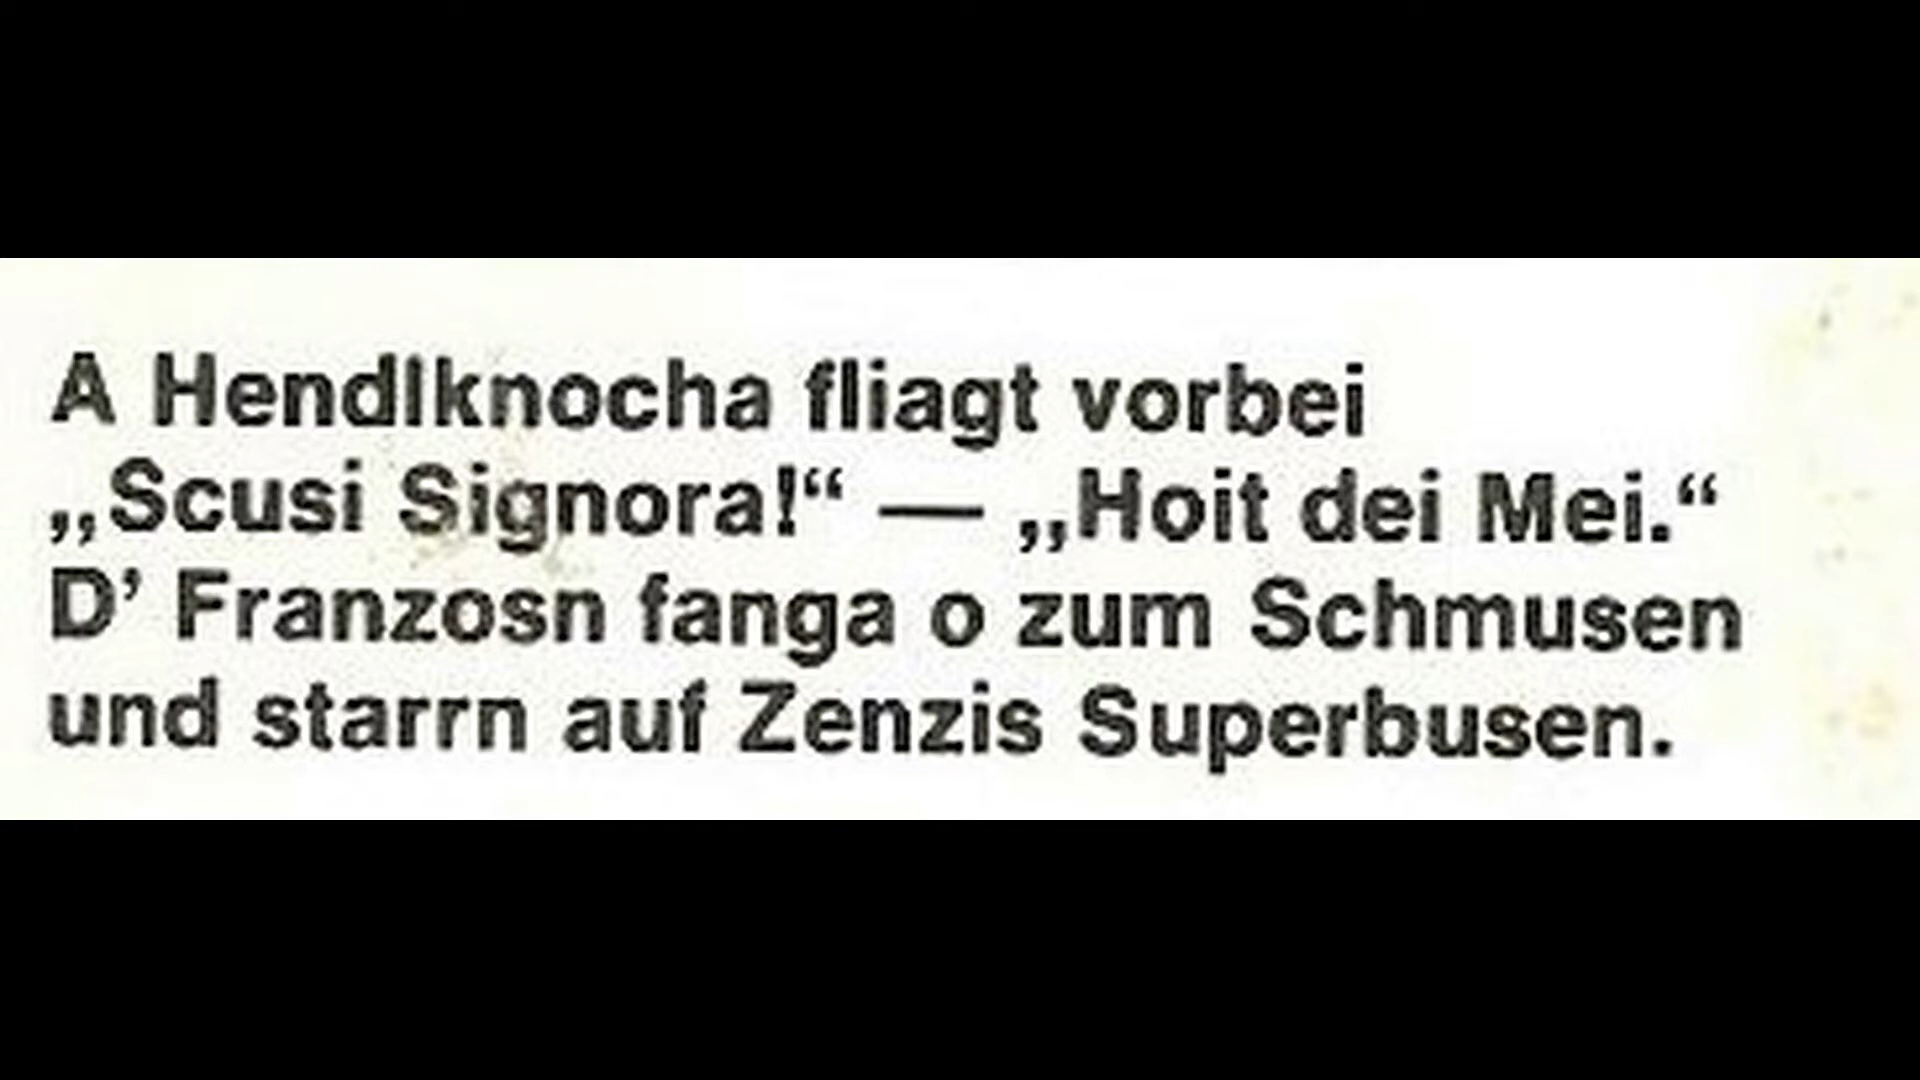 A Hendlknocha fliagt vorbei
„Scusi Signora!“ — „Hoit dei Mei.“
D’ Franzosn fanga o zum Schmusen
und starrn auf Zenzis Superbusen.